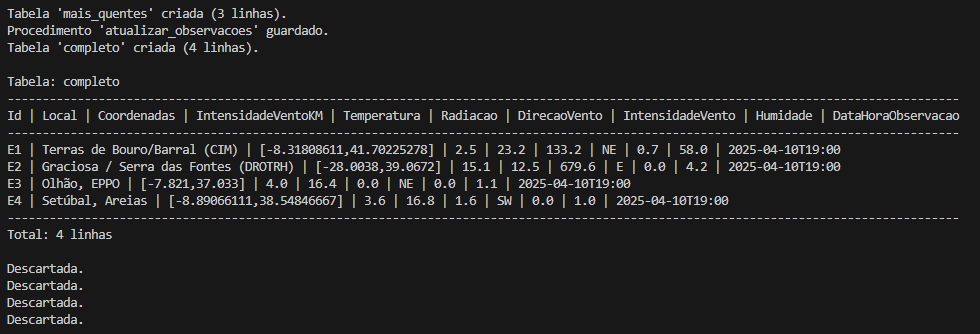 Tabela 'mais_quentes' criada (3 linhas).
Procedimento 'atualizar_observacoes' guardado.
Tabela 'completo' criada (4 linhas).
Tabela: completo
----------------------------------------------------------------------------------------------------------------------------------------
Id | Local | Coordenadas | IntensidadeVentoKM | Temperatura | Radiacao | DirecaoVento | IntensidadeVento | Humidade | DataHoraObservacao
----------------------------------------------------------------------------------------------------------------------------------------
E1 | Terras de Bouro/Barral (CIM) | [-8.31808611,41.70225278] | 2.5 | 23.2 | 133.2 | NE | 0.7 | 58.0 | 2025-04-10T19:00
E2 | Graciosa / Serra das Fontes (DROTRH) | [-28.0038,39.0672] | 15.1 | 12.5 | 679.6 | E | 0.0 | 4.2 | 2025-04-10T19:00
E3 | Olhão, EPPO | [-7.821,37.033] | 4.0 | 16.4 | 0.0 | NE | 0.0 | 1.1 | 2025-04-10T19:00
E4 | Setúbal, Areias | [-8.89066111,38.54846667] | 3.6 | 16.8 | 1.6 | SW | 0.0 | 1.0 | 2025-04-10T19:00
----------------------------------------------------------------------------------------------------------------------------------------
Total: 4 linhas
Descartada.
Descartada.
Descartada.
Descartada.